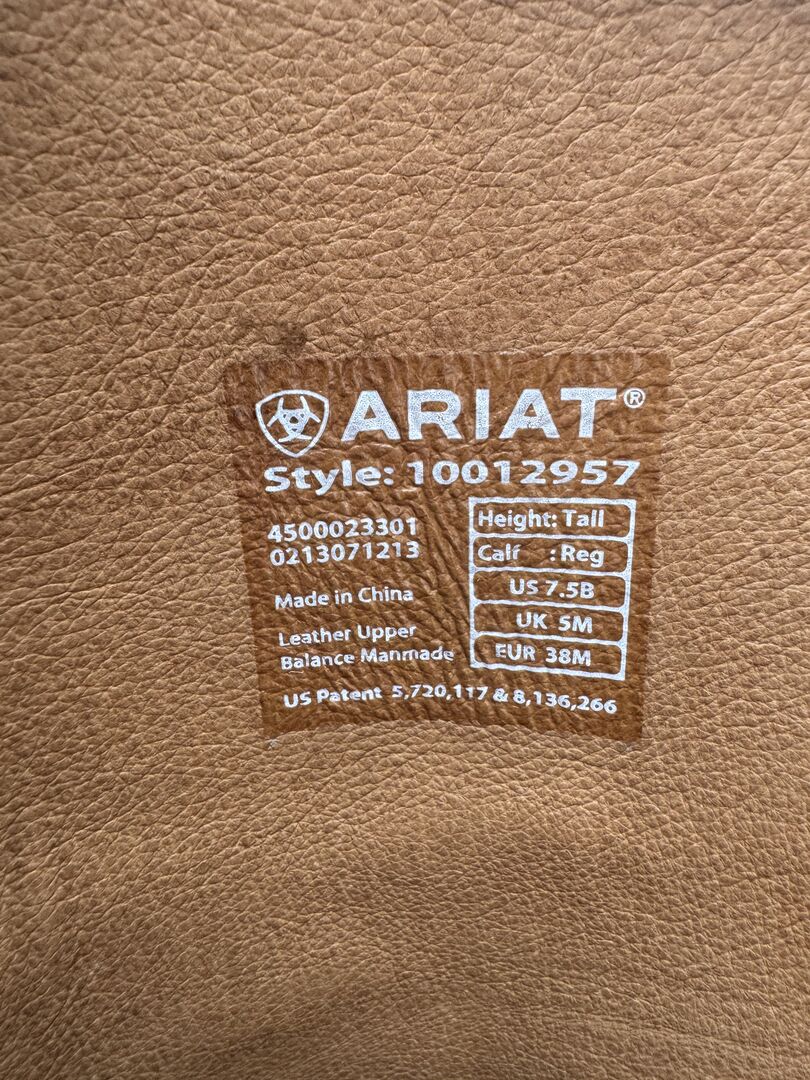 ARIAT®
Style: 10012957
4500023301
0213071213
Made in China
Leather Upper
Balance Manmade
Height: Tall
Calf : Reg
US 7.5B
UK 5M
EUR 38M
US Patent 5,720,117 & 8,136,266